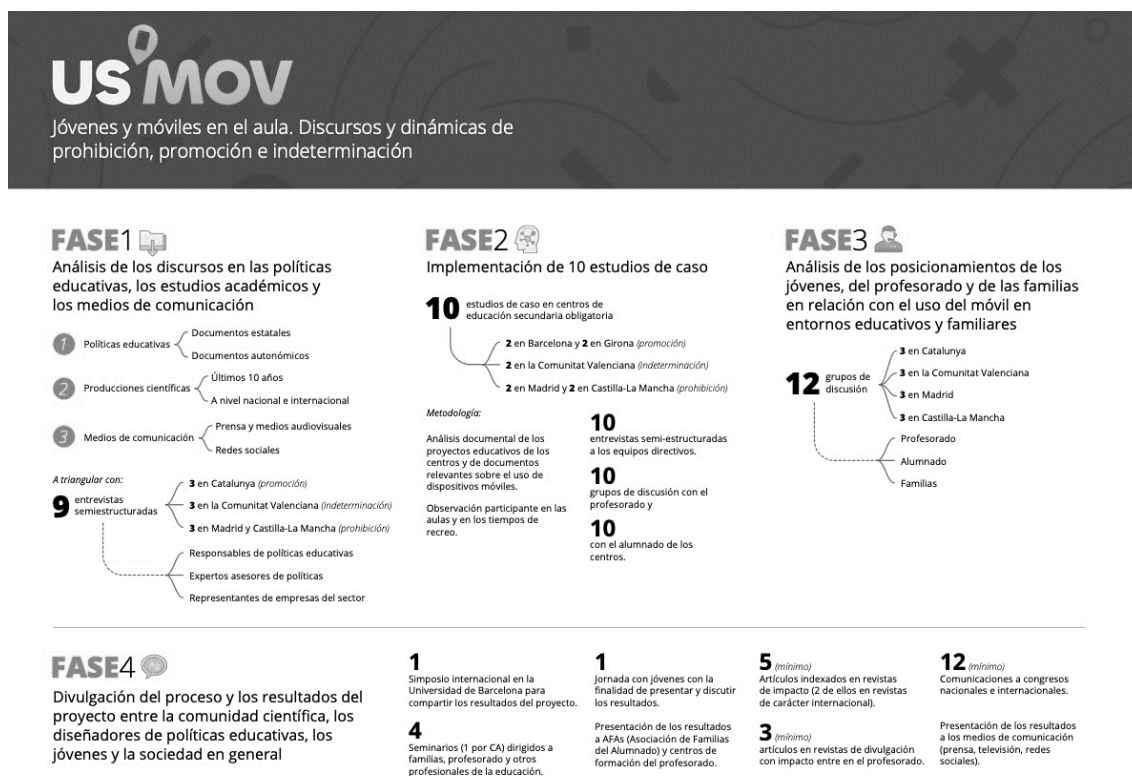 US MOV
Jóvenes y móviles en el aula. Discursos y dinámicas de
prohibición, promoción e indeterminación
FASE1
Análisis de los discursos en las políticas
educativas, los estudios académicos y
los medios de comunicación
1
Políticas educativas
Documentos estatales
Documentos autonómicos
2
Producciones científicas
Últimos 10 años
A nivel nacional e internacional
3
Medios de comunicación
Prensa y medios audiovisuales
Redes sociales
A triangular con:
9 entrevistas
semiestructuradas
3 en Catalunya (promoción)
3 en la Comunitat Valenciana (indeterminación)
3 en Madrid y Castilla-La Mancha (prohibición)
Responsables de políticas educativas
Expertos asesores de políticas
Representantes de empresas del sector
FASE2
Implementación de 10 estudios de caso
10 estudios de caso en centros de
educación secundaria obligatoria
2 en Barcelona y 2 en Girona (promoción)
2 en la Comunitat Valenciana (indeterminación)
2 en Madrid y 2 en Castilla-La Mancha (prohibición)
Metodología:
Análisis documental de los
proyectos educativos de los
centros y de documentos
relevantes sobre el uso de
dispositivos móviles.
Observación participante en las
aulas y en los tiempos de
recreo.
10
entrevistas semi-estructuradas
a los equipos directivos.
10
grupos de discusión con el
profesorado y
10
con el alumnado de los
centros.
FASE3
Análisis de los posicionamientos de los
jóvenes, del profesorado y de las familias
en relación con el uso del móvil en
entornos educativos y familiares
12 grupos de
discusión
3 en Catalunya
3 en la Comunitat Valenciana
3 en Madrid
3 en Castilla-La Mancha
Profesorado
Alumnado
Familias
FASE4
Divulgación del proceso y los resultados del
proyecto entre la comunidad científica, los
diseñadores de políticas educativas, los
jóvenes y la sociedad en general
1
Simposio internacional en la
Universidad de Barcelona para
compartir los resultados del proyecto.
4
Seminarios (1 por CA) dirigidos a
familias, profesorado y otros
profesionales de la educación.
1
Jornada con jóvenes con la
finalidad de presentar y discutir
los resultados.
Presentación de los resultados
a AFAs (Asociación de Familias
del Alumnado) y centros de
formación del profesorado.
5 (mínimo)
Artículos indexados en revistas
de impacto (2 de ellos en revistas
de carácter internacional).
3 (mínimo)
artículos en revistas de divulgación
con impacto entre en el profesorado.
12 (mínimo)
Comunicaciones a congresos
nacionales e internacionales.
Presentación de los resultados
a los medios de comunicación
(prensa, televisión, redes
sociales).